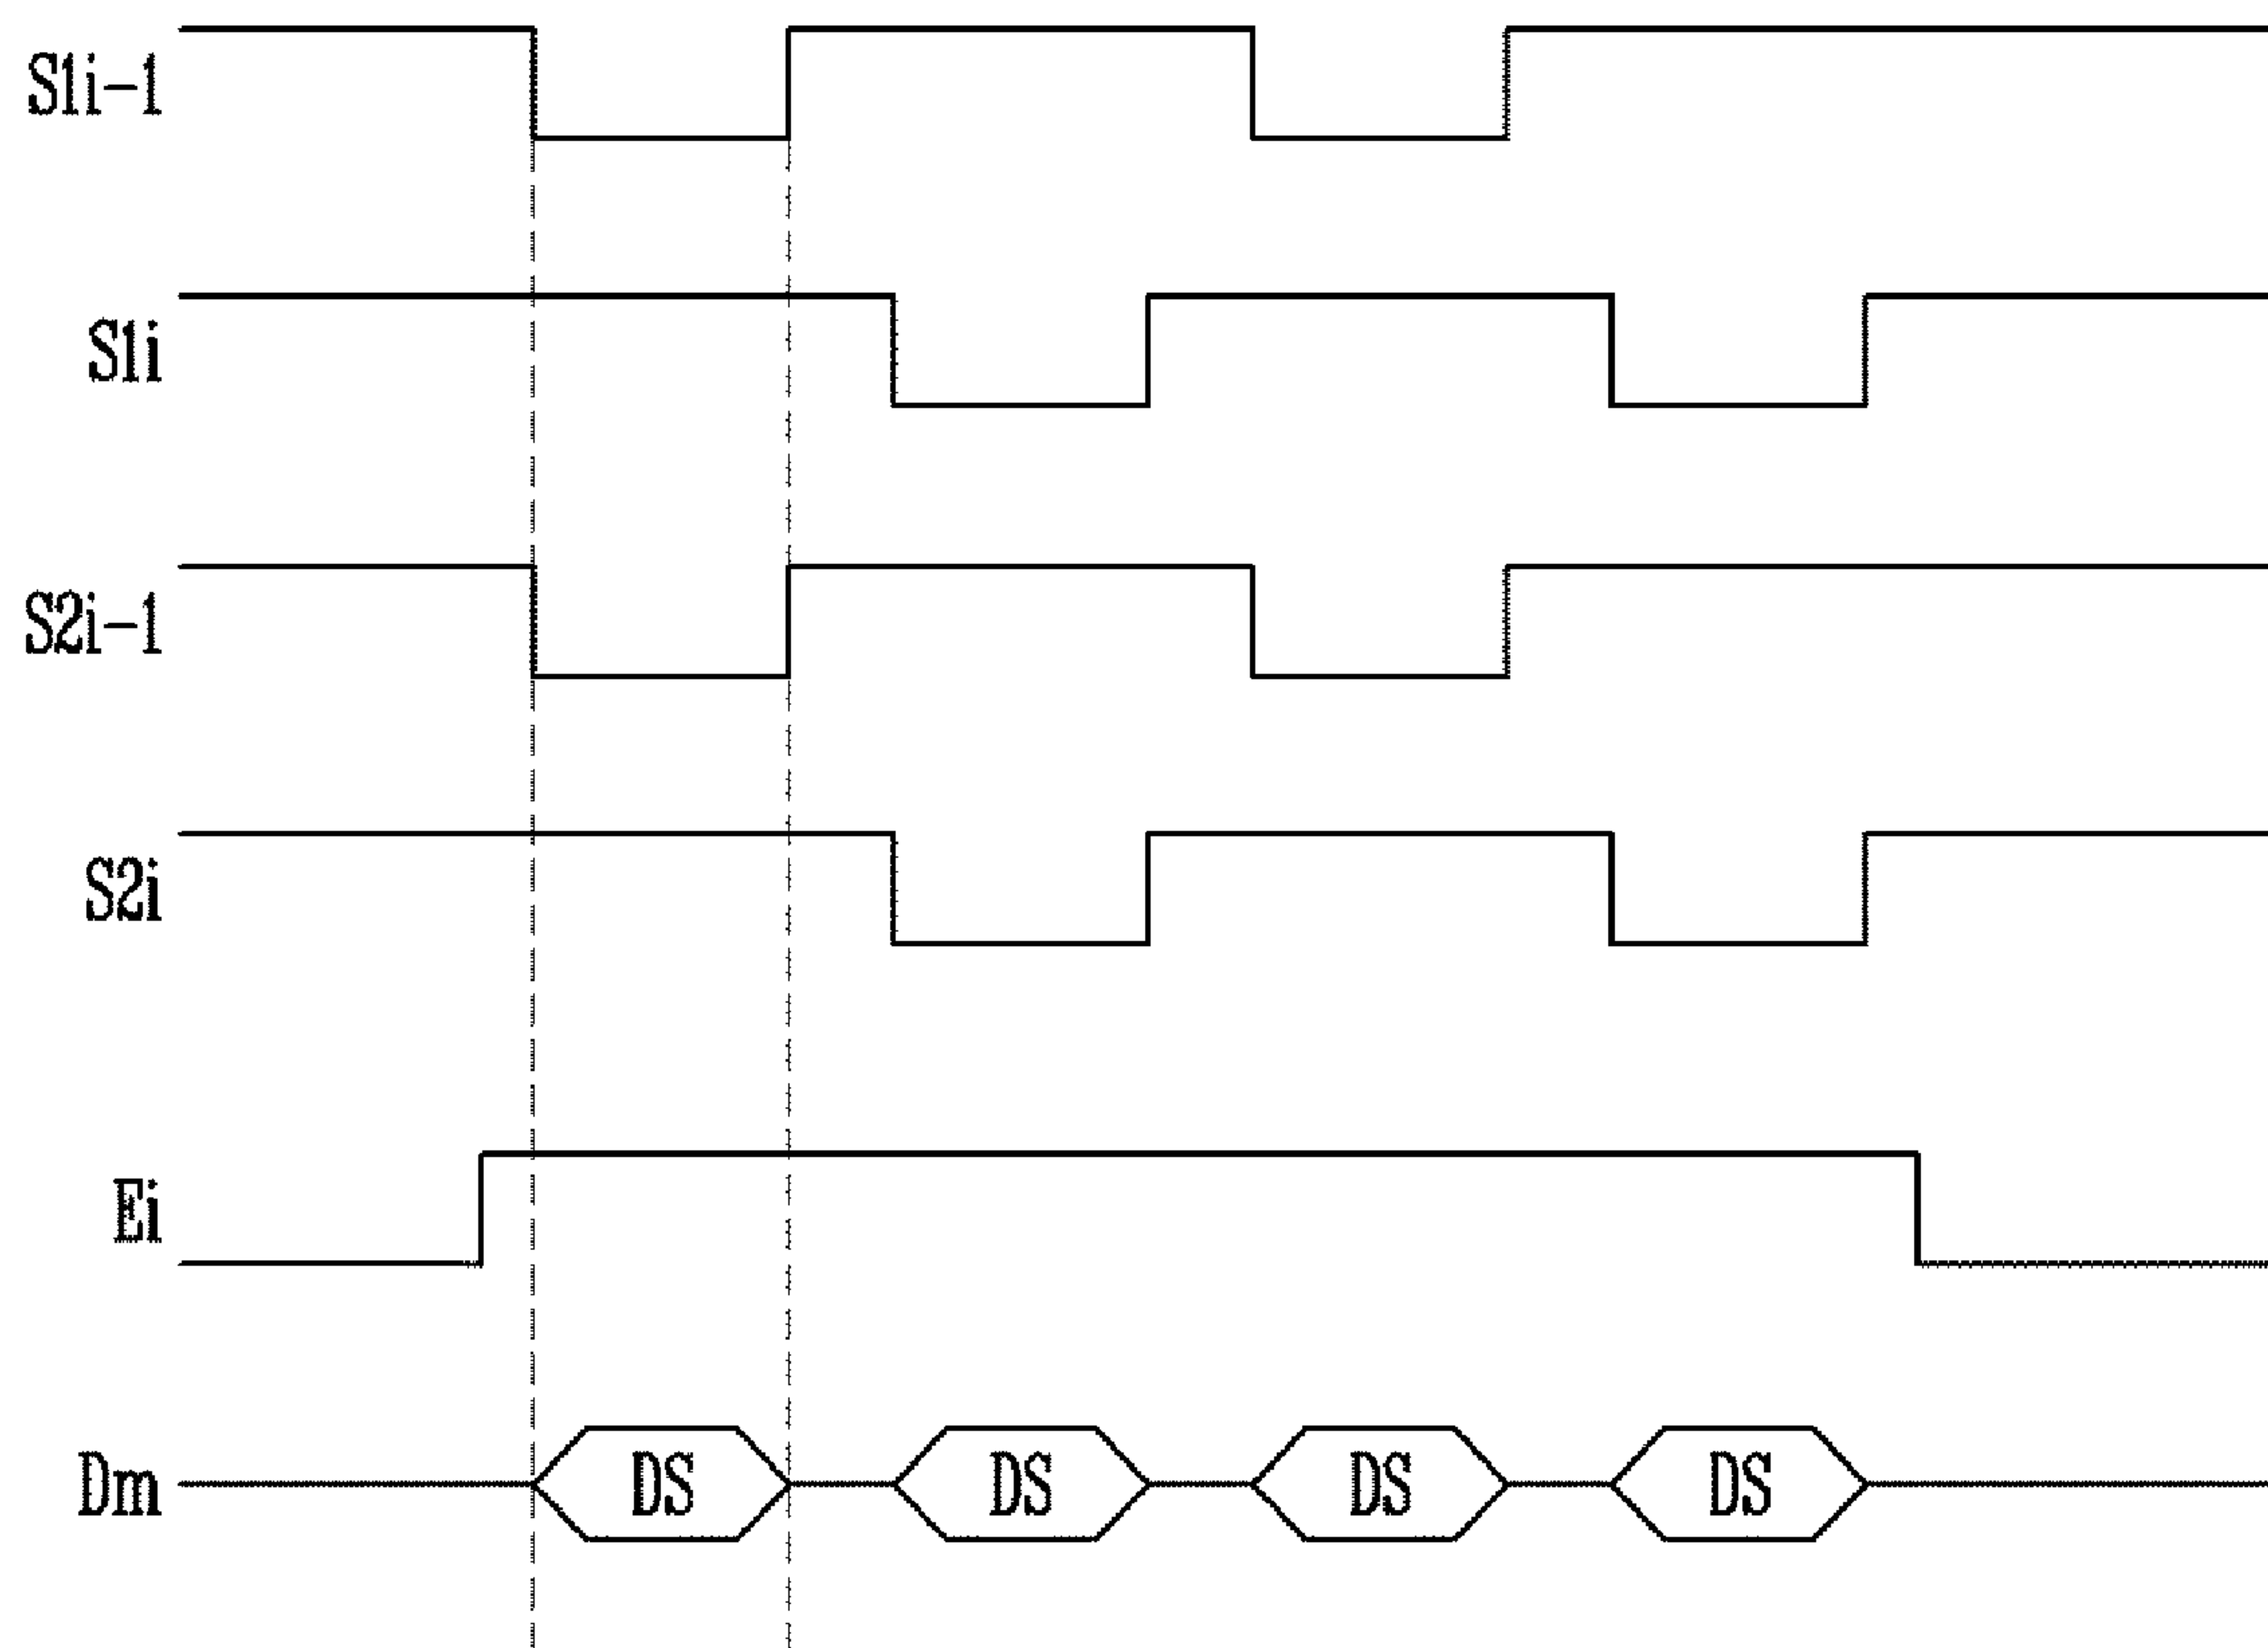 S1i-1
S1i
S2i-1
S2i
Ei
Dm DS DS DS DS